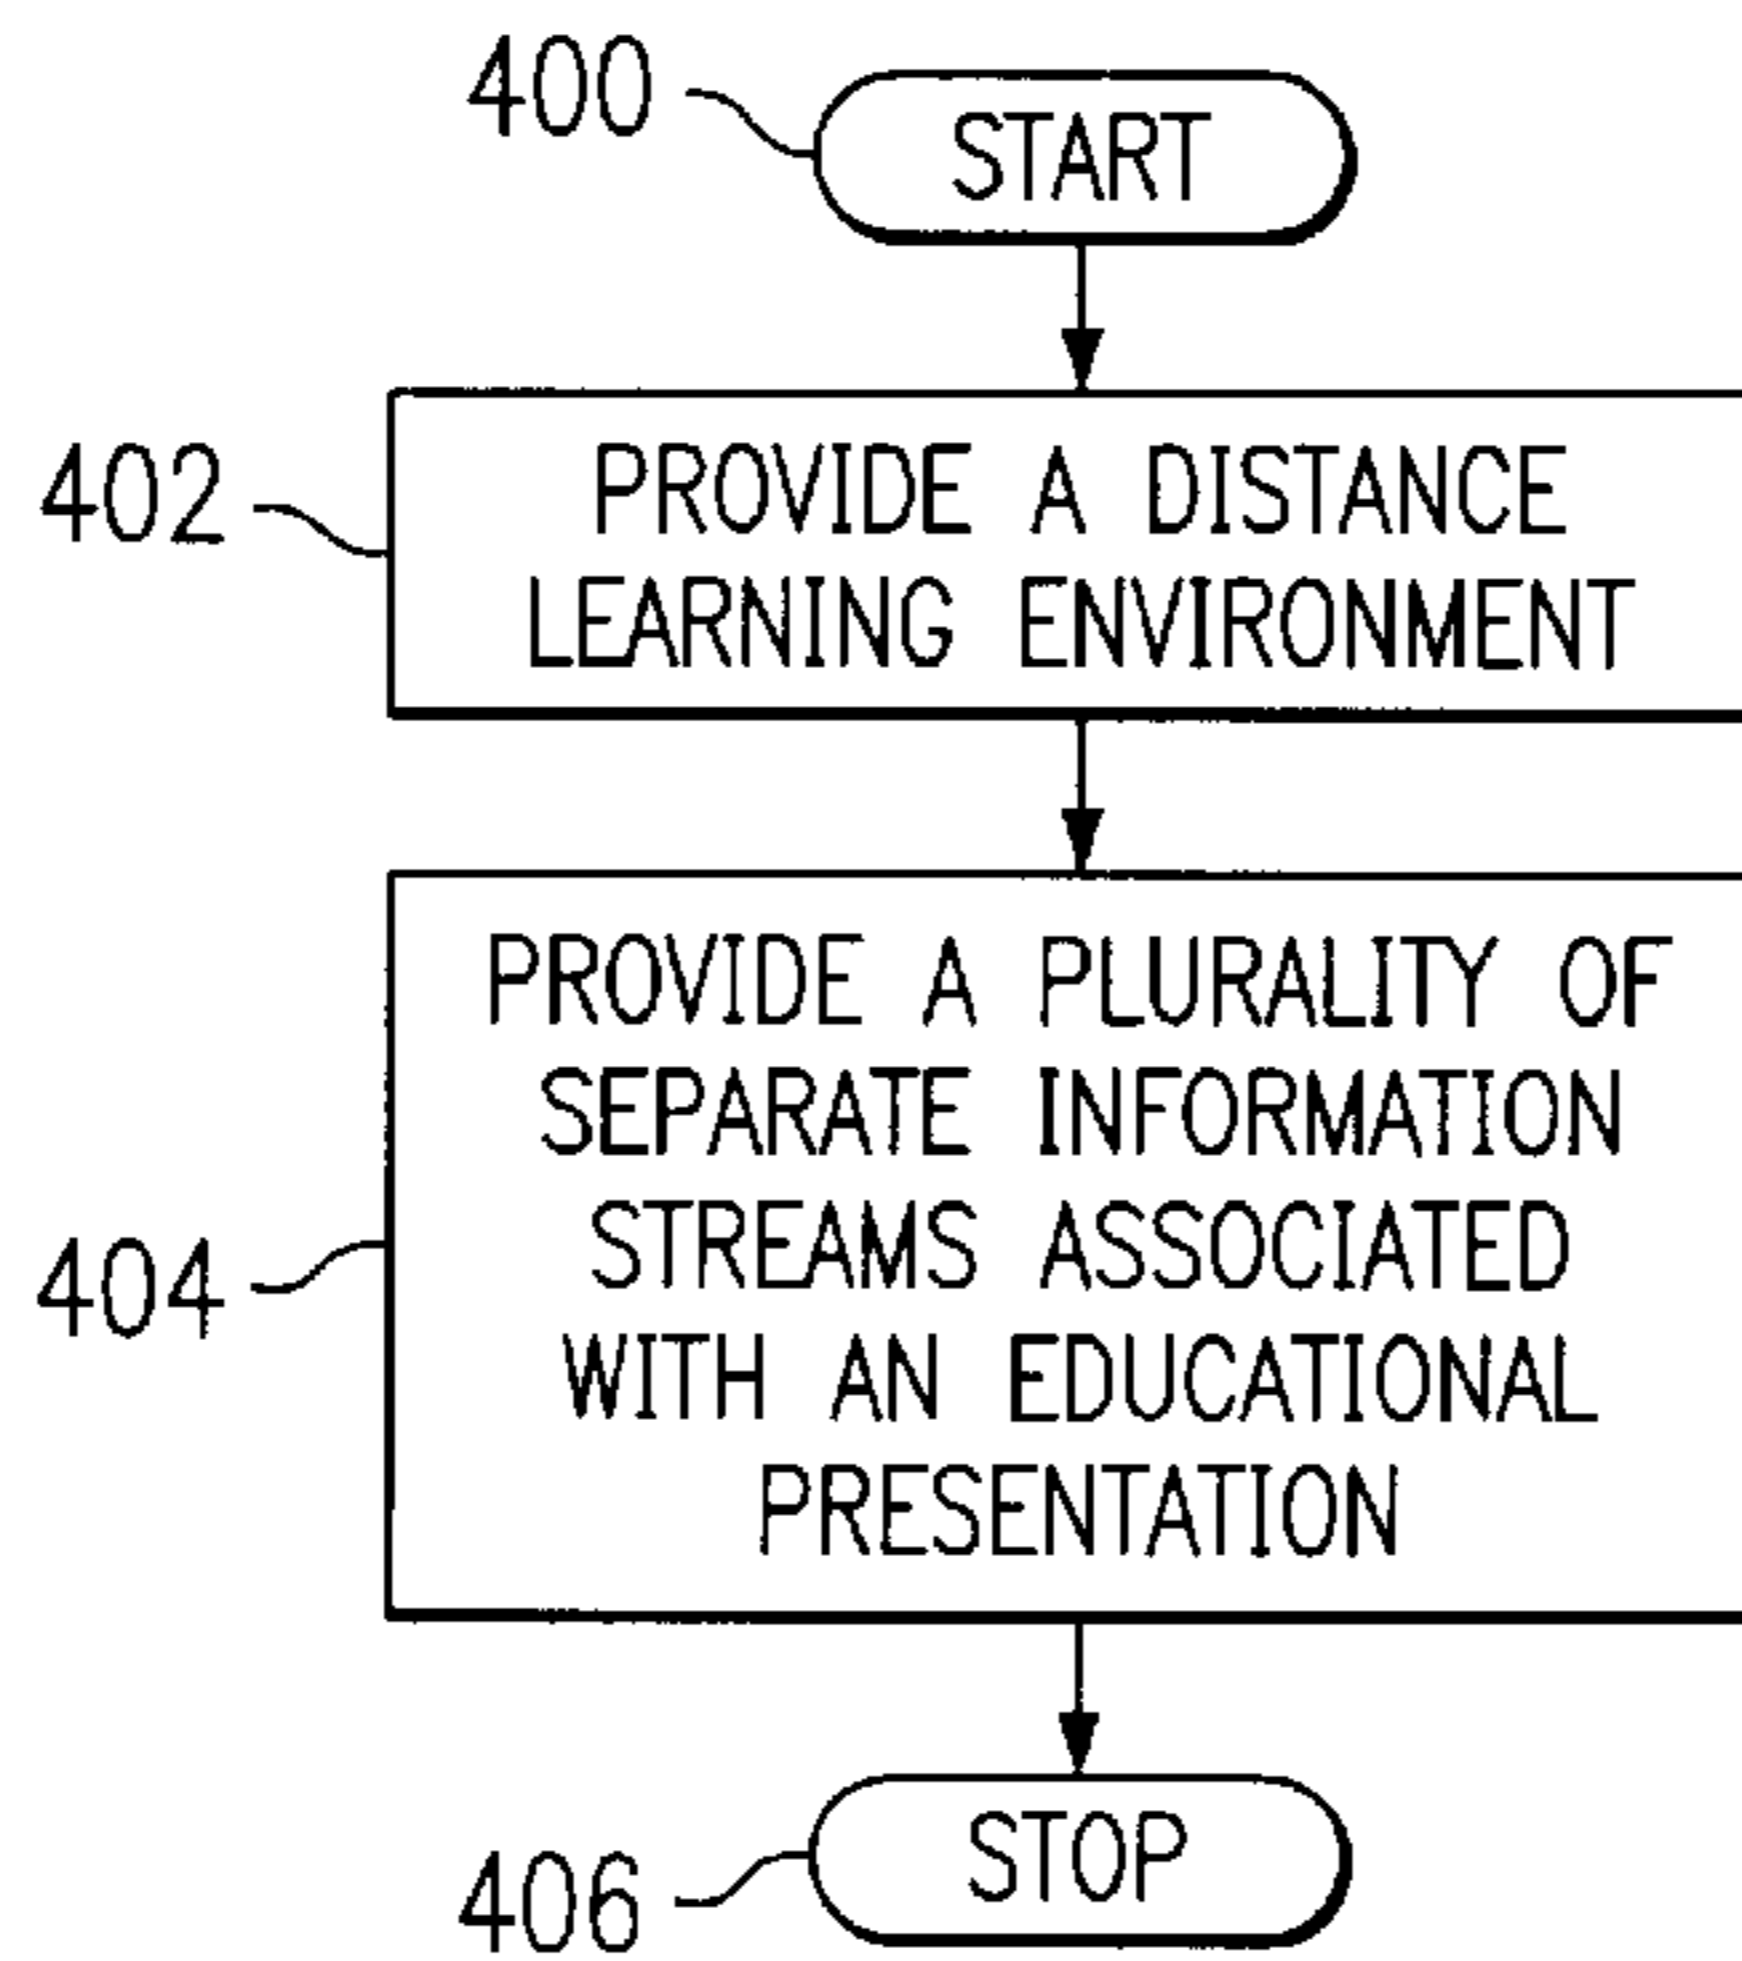 400
START
402
PROVIDE A DISTANCE
LEARNING ENVIRONMENT
PROVIDE A PLURALITY OF
SEPARATE INFORMATION
STREAMS ASSOCIATED
404
WITH AN EDUCATIONAL
PRESENTATION
STOP
406